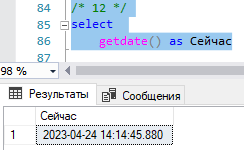 84
85 /* 12 */
select
86 getdate() as Сейчас
98 %
Результаты Сообщения
Сейчас
1 2023-04-24 14:14:45.880